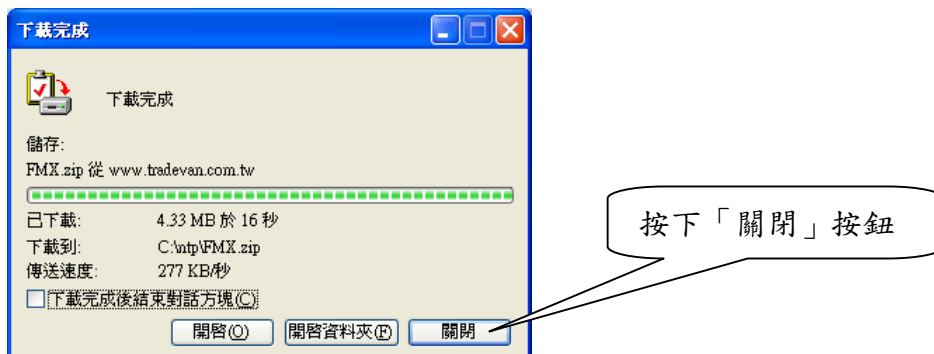 下載完成
下載完成
儲存:
FMX.zip 從 www.tradevan.com.tw
已下載: 4.33 MB 於 16 秒
下載到: C:\ntp\FMX.zip
傳送速度: 277 KB/秒
下載完成後結束對話方塊(C)
開啓(O) 開啓資料夾(F) 關閉
按下「關閉」按鈕